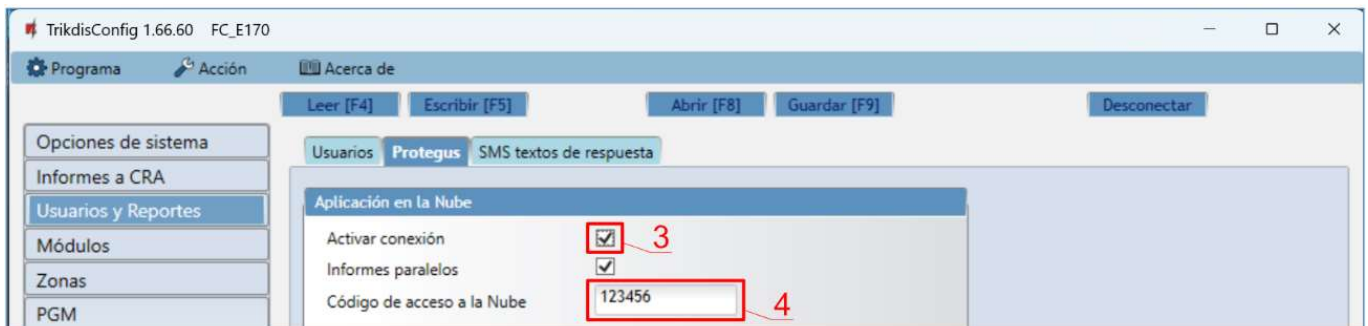 TrikdisConfig 1.66.60 FC_E170
Programa Acción Acerca de
Leer [F4] Escribir [F5] Abrir [F8] Guardar [F9] Desconectar
Opciones de sistema
Informes a CRA
Usuarios y Reportes
Módulos
Zonas
PGM
Usuarios Protegus SMS textos de respuesta
Aplicación en la Nube
Activar conexión 3
Informes paralelos
Código de acceso a la Nube 123456 4